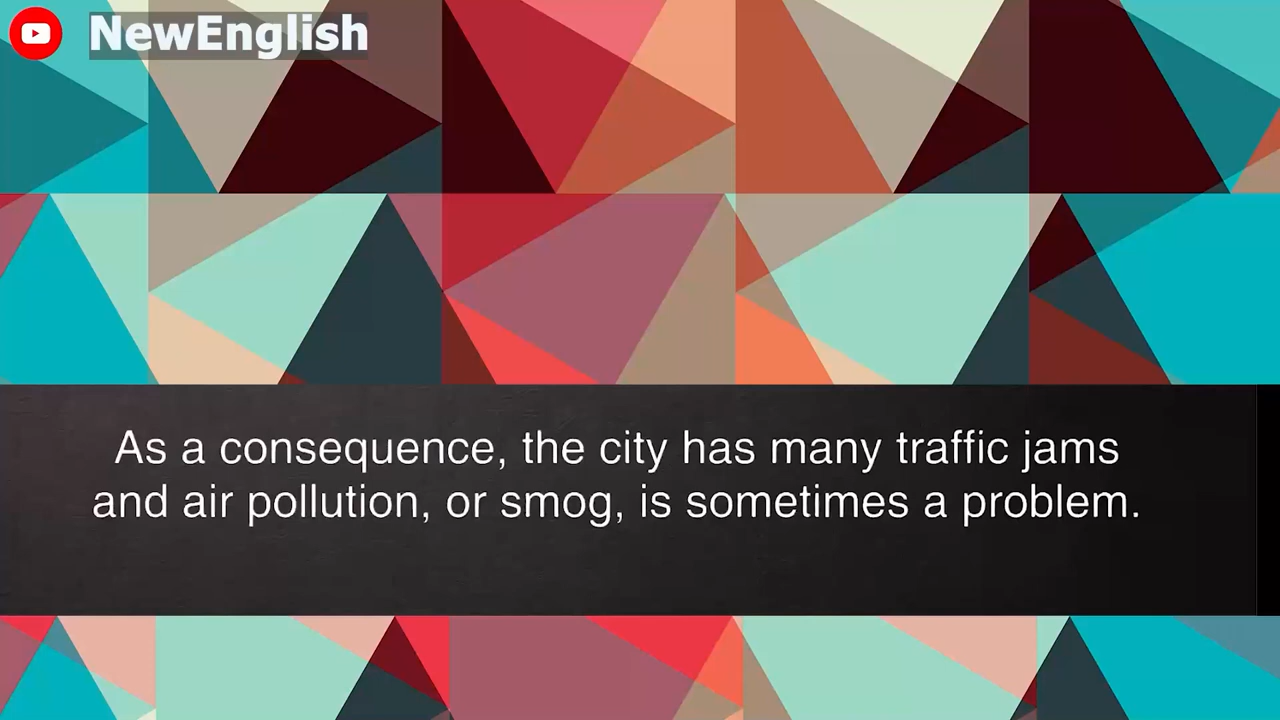 NewEnglish
As a consequence, the city has many traffic jams
and air pollution, or smog, is sometimes a problem.